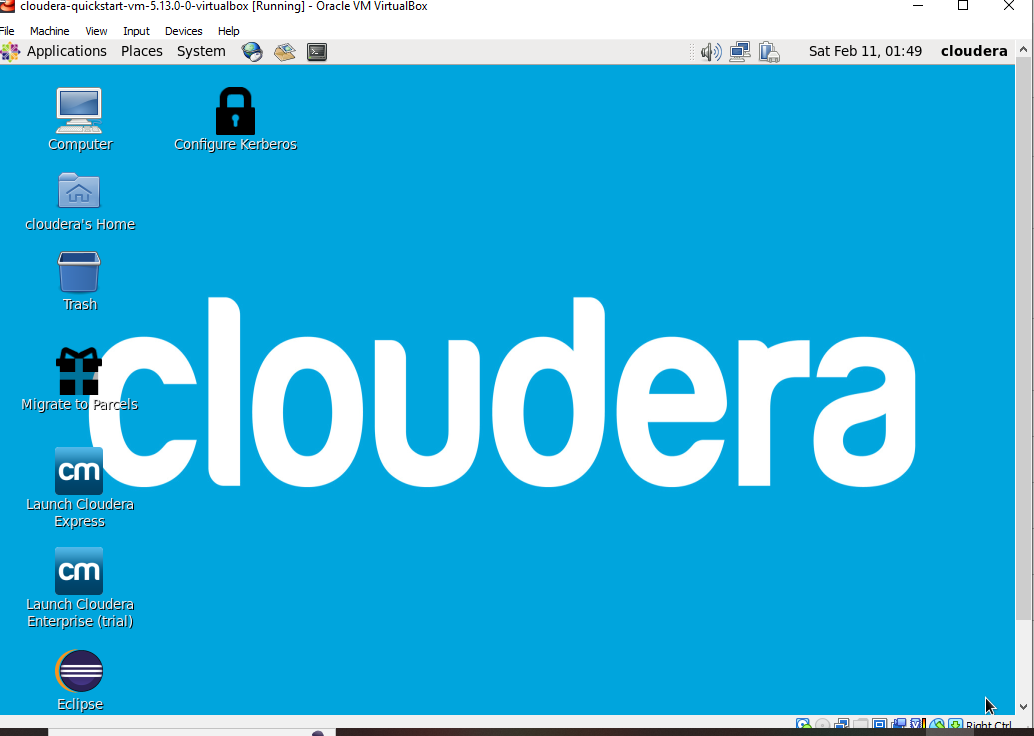 cloudera-quickstart-vm-5.13.0-0-virtualbox [Running] - Oracle VM VirtualBox
File Machine View Input Devices Help
Applications Places System Sat Feb 11, 01:49 cloudera
Computer
Configure Kerberos
cloudera's Home
Trash
cloudera
Migrate to Parcels
cm
Launch Cloudera
Express
cm
Launch Cloudera
Enterprise (trial)
Eclipse
Right Ctrl